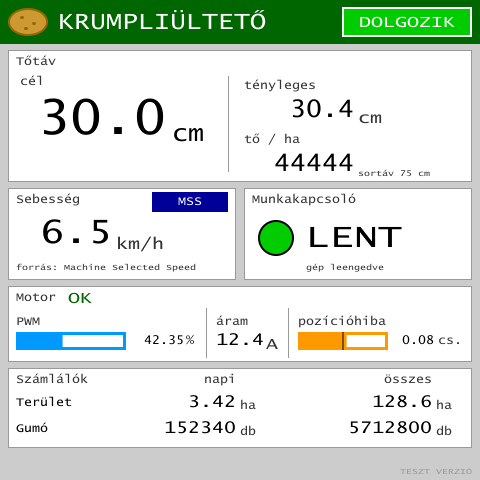 KRUMPLIÜLTETŐ
DOLGOZIK
Tőtáv
cél
30.0 cm
tényleges
30.4 cm
tő / ha
44444 sortáv 75 cm
Sebesség
MSS
6.5 km/h
forrás: Machine Selected Speed
Munkakapcsoló
LENT
gép leengedve
Motor OK
PWM
42.35%
áram
12.4 A
pozícióhiba
0.08 cs.
Számlálók napi összes
Terület 3.42 ha 128.6 ha
Gumó 152340 db 5712800 db
TESZT VERZIÓ